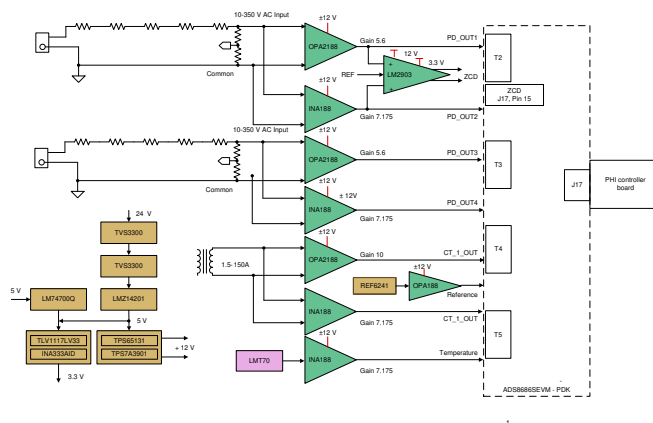 10-350 V AC Input
±12 V
OPA2188
Gain 5.6
PD_OUT1
T2
12 V
3.3 V
+
LM2903
REF
ZCD
+
Common
±12 V
INA188
Gain 7.175
PD_OUT2
ZCD
J17, Pin 15
10-350 V AC Input
±12 V
OPA2188
Gain 5.6
PD_OUT3
T3
Common
±12 V
± 12V
INA188
Gain 7.175
PD_OUT4
J17
PHI controller
board
24 V
TVS3300
TVS3300
LMZ14201
5 V
LM74700Q
5 V
TLV1117LV33
INA333AID
TPS65131
TPS7A3901
+ 12 V
3.3 V
1.5-150A
±12 V
OPA2188
Gain 10
CT_1_OUT
T4
±12 V
REF6241
OPA188
Reference
INA188
Gain 7.175
CT_1_OUT
T5
±12 V
LMT70
INA188
Gain 7.175
Temperature
ADS8686SEVM - PDK